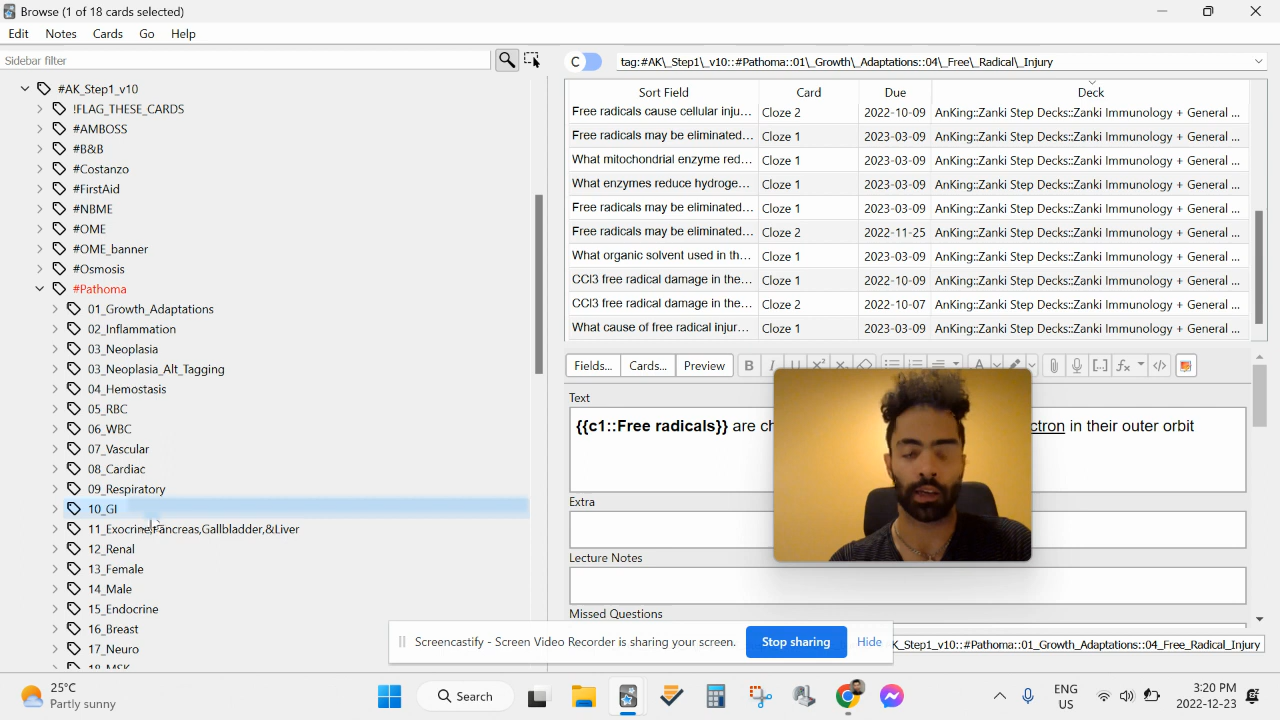 Browse (1 of 18 cards selected)
Edit Notes Cards Go Help
Sidebar filter
C
tag:#AK\_Step1\_v10::#Pathoma::01\_Growth\_Adaptations::04\_Free\_Radical\_Injury
#AK_Step1_v10
!FLAG_THESE_CARDS
#AMBOSS
#B&B
#Costanzo
#FirstAid
#NBME
#OME
#OME_banner
#Osmosis
#Pathoma
01_Growth_Adaptations
02_Inflammation
03_Neoplasia
03_Neoplasia_Alt_Tagging
04_Hemostasis
05_RBC
06_WBC
07_Vascular
08_Cardiac
09_Respiratory
10_GI
11_Exocrine,Pancreas,Gallbladder,&Liver
12_Renal
13_Female
14_Male
15_Endocrine
16_Breast
17_Neuro
18_MSK
Sort Field Card Due Deck
Free radicals cause cellular inju... Cloze 2 2022-10-09 AnKing::Zanki Step Decks::Zanki Immunology + General ...
Free radicals may be eliminated... Cloze 1 2023-03-09 AnKing::Zanki Step Decks::Zanki Immunology + General ...
What mitochondrial enzyme red... Cloze 1 2023-03-09 AnKing::Zanki Step Decks::Zanki Immunology + General ...
What enzymes reduce hydroge... Cloze 1 2023-03-09 AnKing::Zanki Step Decks::Zanki Immunology + General ...
Free radicals may be eliminated... Cloze 1 2023-03-09 AnKing::Zanki Step Decks::Zanki Immunology + General ...
Free radicals may be eliminated... Cloze 2 2022-11-25 AnKing::Zanki Step Decks::Zanki Immunology + General ...
What organic solvent used in th... Cloze 1 2023-03-09 AnKing::Zanki Step Decks::Zanki Immunology + General ...
CCl3 free radical damage in the... Cloze 1 2022-10-09 AnKing::Zanki Step Decks::Zanki Immunology + General ...
CCl3 free radical damage in the... Cloze 2 2022-10-07 AnKing::Zanki Step Decks::Zanki Immunology + General ...
What cause of free radical injur... Cloze 1 2023-03-09 AnKing::Zanki Step Decks::Zanki Immunology + General ...
Fields... Cards... Preview B I U X² X₂ A [...] fx </>
Text
{{c1::Free radicals}} are ch ctron in their outer orbit
Extra
Lecture Notes
Missed Questions
Screencastify - Screen Video Recorder is sharing your screen. Stop sharing Hide
K_Step1_v10::#Pathoma::01_Growth_Adaptations::04_Free_Radical_Injury
25°C
Partly sunny
Search
ENG
US
3:20 PM
2022-12-23